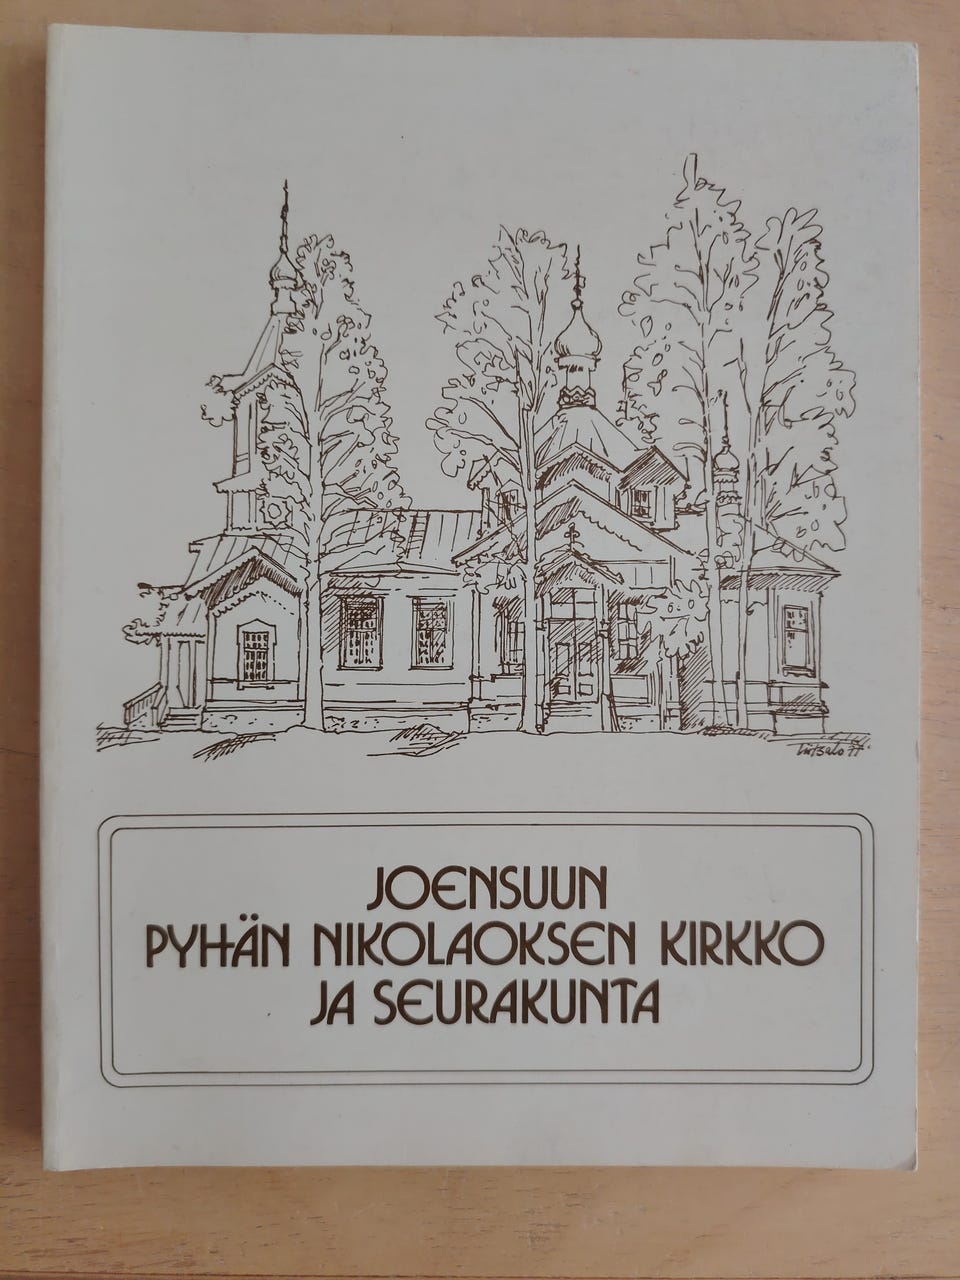 JOENSUUN
PYHÄN NIKOLAOKSEN KIRKKO
JA SEURAKUNTA